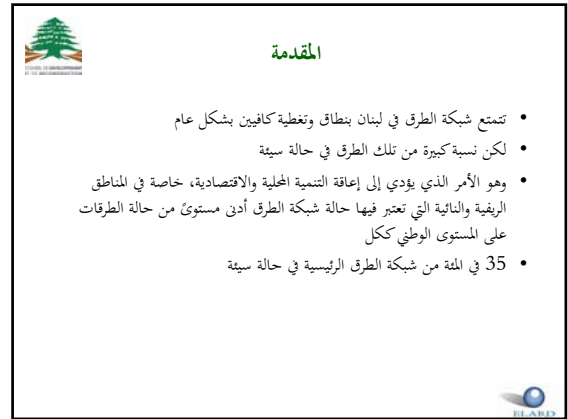 المقدمة
تتمتع شبكة الطرق في لبنان بنطاق وتغطية كافيين بشكل عام
لكن نسبة كبيرة من تلك الطرق في حالة سيئة
وهو الأمر الذي يؤدي إلى إعاقة التنمية المحلية والاقتصادية، خاصة في المناطق
الريفية والنائية التي تعتبر فيها حالة شبكة الطرق أدنى مستوىً من حالة الطرقات
على المستوى الوطني ككل
35 في المئة من شبكة الطرق الرئيسية في حالة سيئة
ELARD